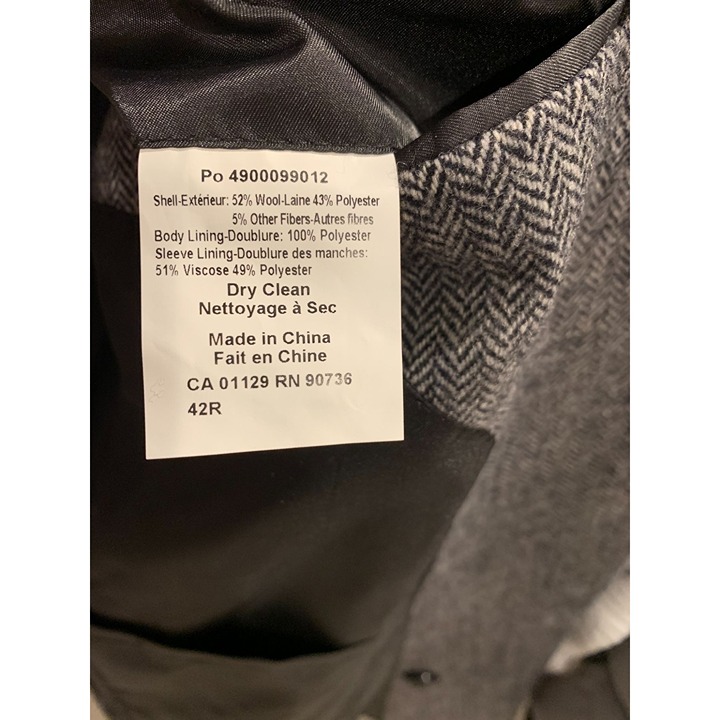 Po 4900099012
Shell-Extérieur: 52% Wool-Laine 43% Polyester
5% Other Fibers-Autres fibres
Body Lining-Doublure: 100% Polyester
Sleeve Lining-Doublure des manches:
51% Viscose 49% Polyester
Dry Clean
Nettoyage à Sec
Made in China
Fait en Chine
CA 01129 RN 90736
42R